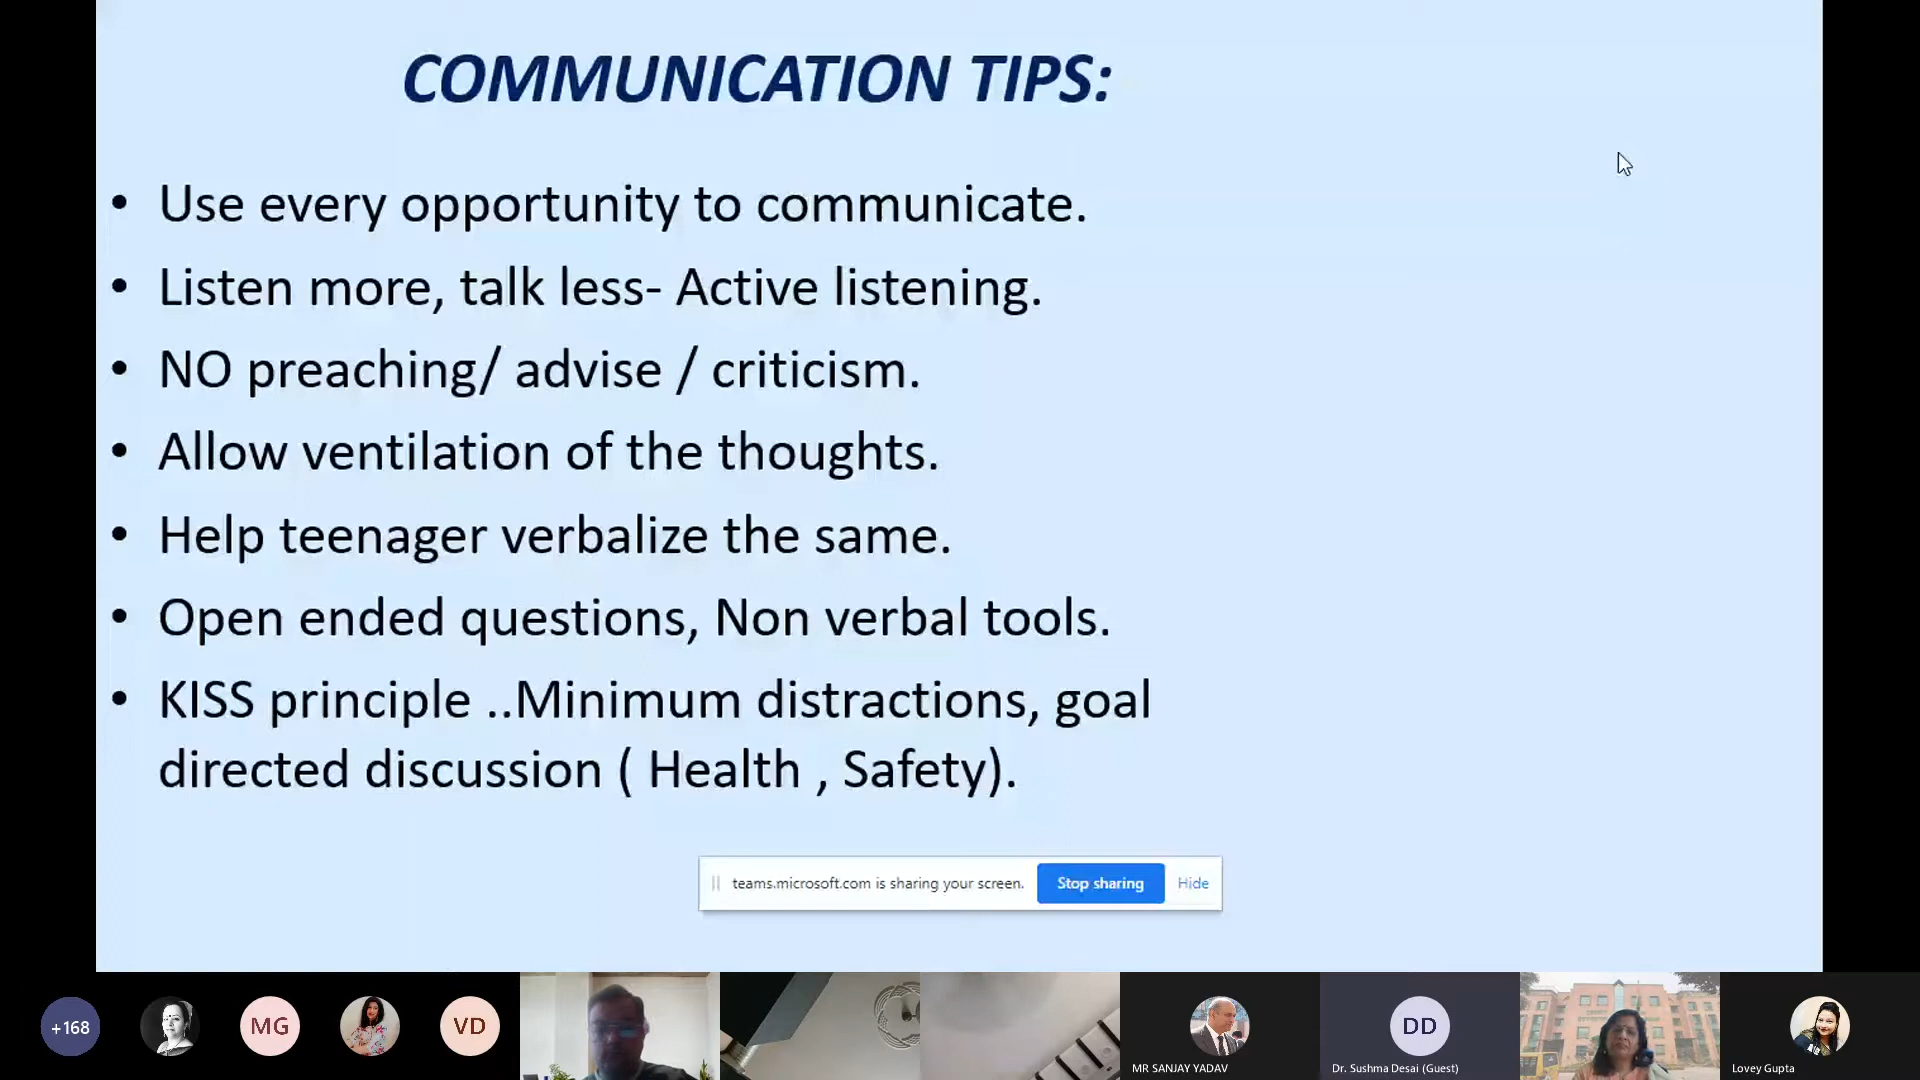 COMMUNICATION TIPS:
• Use every opportunity to communicate.
• Listen more, talk less- Active listening.
• NO preaching/ advise / criticism.
• Allow ventilation of the thoughts.
• Help teenager verbalize the same.
• Open ended questions, Non verbal tools.
• KISS principle ..Minimum distractions, goal
directed discussion ( Health , Safety).
teams.microsoft.com is sharing your screen. Stop sharing Hide
+168 MG VD DD
MR SANJAY YADAV Dr. Sushma Desai (Guest) Lovey Gupta